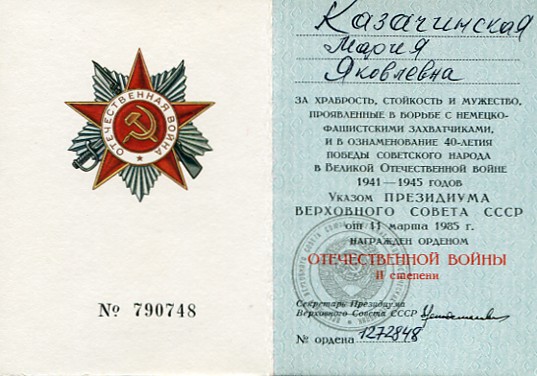 ОТЕЧЕСТВЕННАЯ ВОЙНА
№ 790748
Казачинская
Мария
Яковлевна
ЗА ХРАБРОСТЬ, СТОЙКОСТЬ И МУЖЕСТВО,
ПРОЯВЛЕННЫЕ В БОРЬБЕ С НЕМЕЦКО-
ФАШИСТСКИМИ ЗАХВАТЧИКАМИ,
И В ОЗНАМЕНОВАНИЕ 40-ЛЕТИЯ
ПОБЕДЫ СОВЕТСКОГО НАРОДА
В ВЕЛИКОЙ ОТЕЧЕСТВЕННОЙ ВОЙНЕ
1941—1945 ГОДОВ
УКАЗОМ ПРЕЗИДИУМА
ВЕРХОВНОГО СОВЕТА СССР
от 11 марта 1985 г.
НАГРАЖДЕН ОРДЕНОМ
ОТЕЧЕСТВЕННОЙ ВОЙНЫ
II степени
Секретарь Президиума
Верховного Совета СССР
№ ордена 1272848